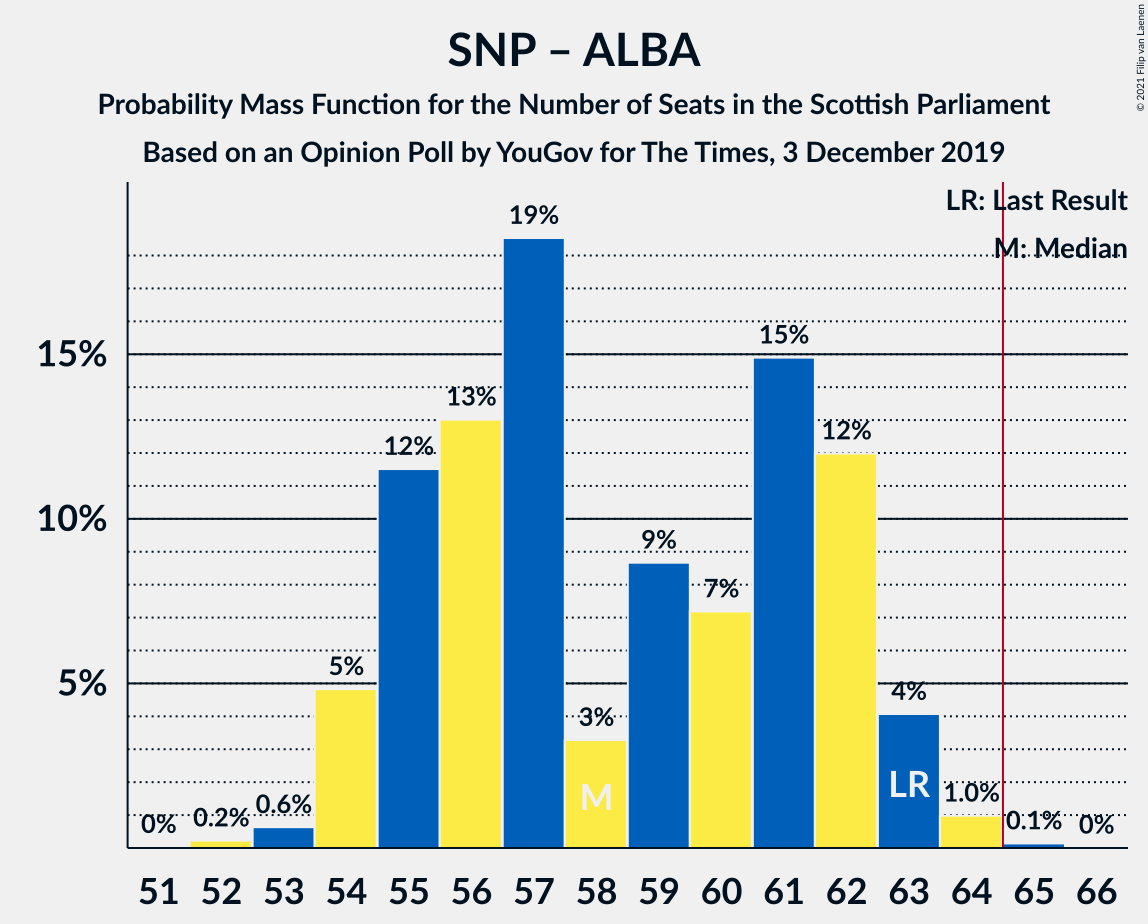 SNP – ALBA
Probability Mass Function for the Number of Seats in the Scottish Parliament
Based on an Opinion Poll by YouGov for The Times, 3 December 2019
© 2021 Filip van Laenen
LR: Last Result
M: Median
15%
10%
5%
0%
0.2%
0.6%
5%
12%
13%
19%
3%
9%
7%
15%
12%
4%
1.0%
0.1%
0%
M
LR
51 52 53 54 55 56 57 58 59 60 61 62 63 64 65 66